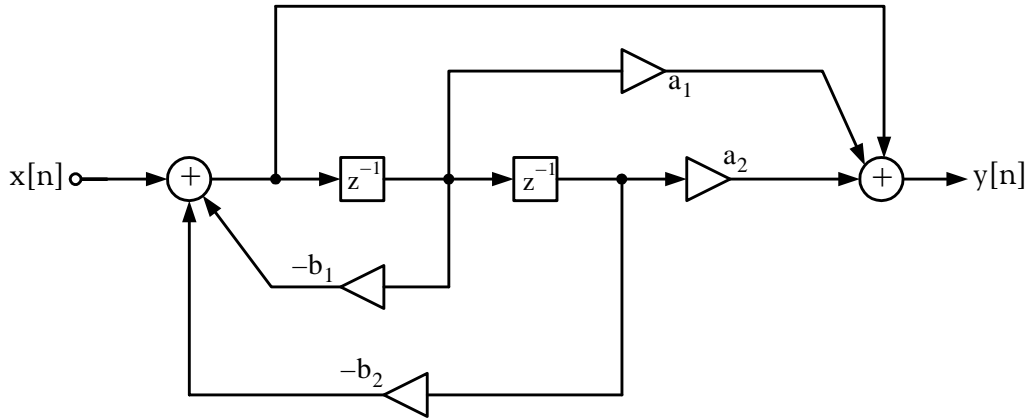 a₁
x[n]
+
z⁻¹
z⁻¹
a₂
+
y[n]
–b₁
–b₂